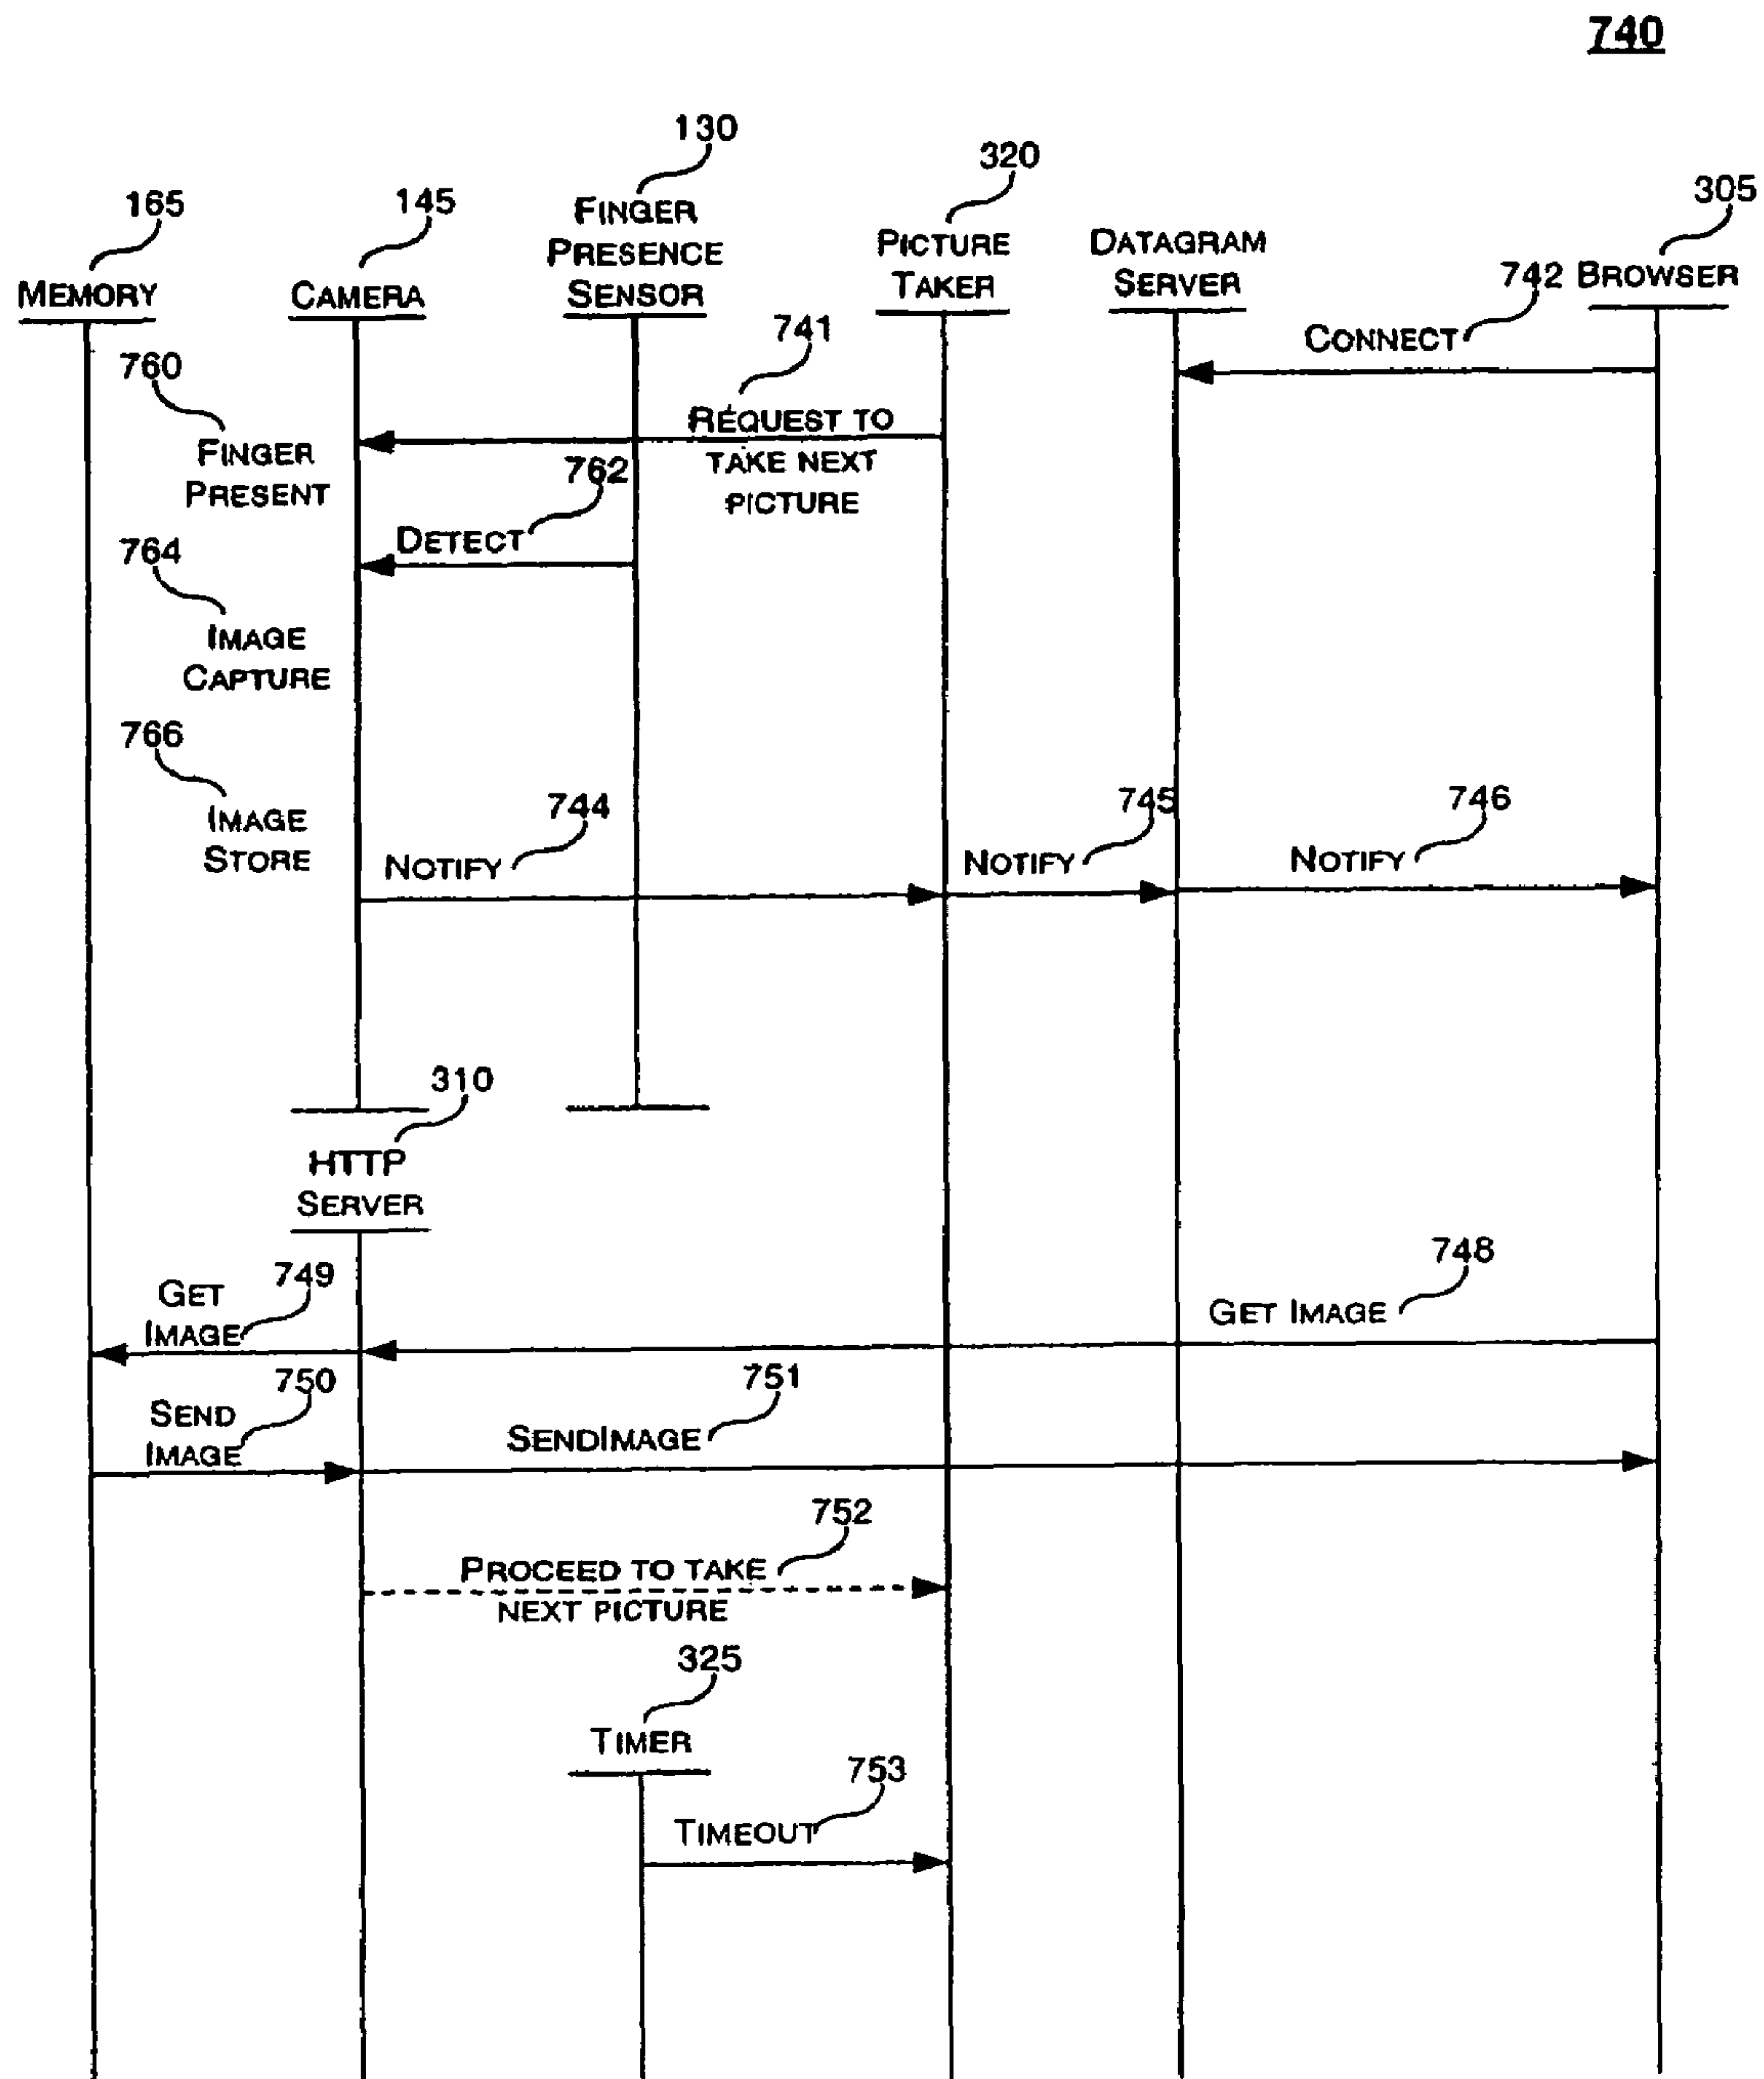 740
130
320
165
145
305
FINGER
PRESENCE
SENSOR
PICTURE
TAKER
DATAGRAM
SERVER
MEMORY
CAMERA
742 BROWSER
741
CONNECT
760
REQUEST TO
TAKE NEXT
PICTURE
FINGER
PRESENT
762
DETECT
764
IMAGE
CAPTURE
766
IMAGE
STORE
744
NOTIFY
745
NOTIFY
746
NOTIFY
310
HTTP
SERVER
748
GET IMAGE
749
GET
IMAGE
750
SEND
IMAGE
751
SENDIMAGE
752
PROCEED TO TAKE
NEXT PICTURE
325
TIMER
753
TIMEOUT